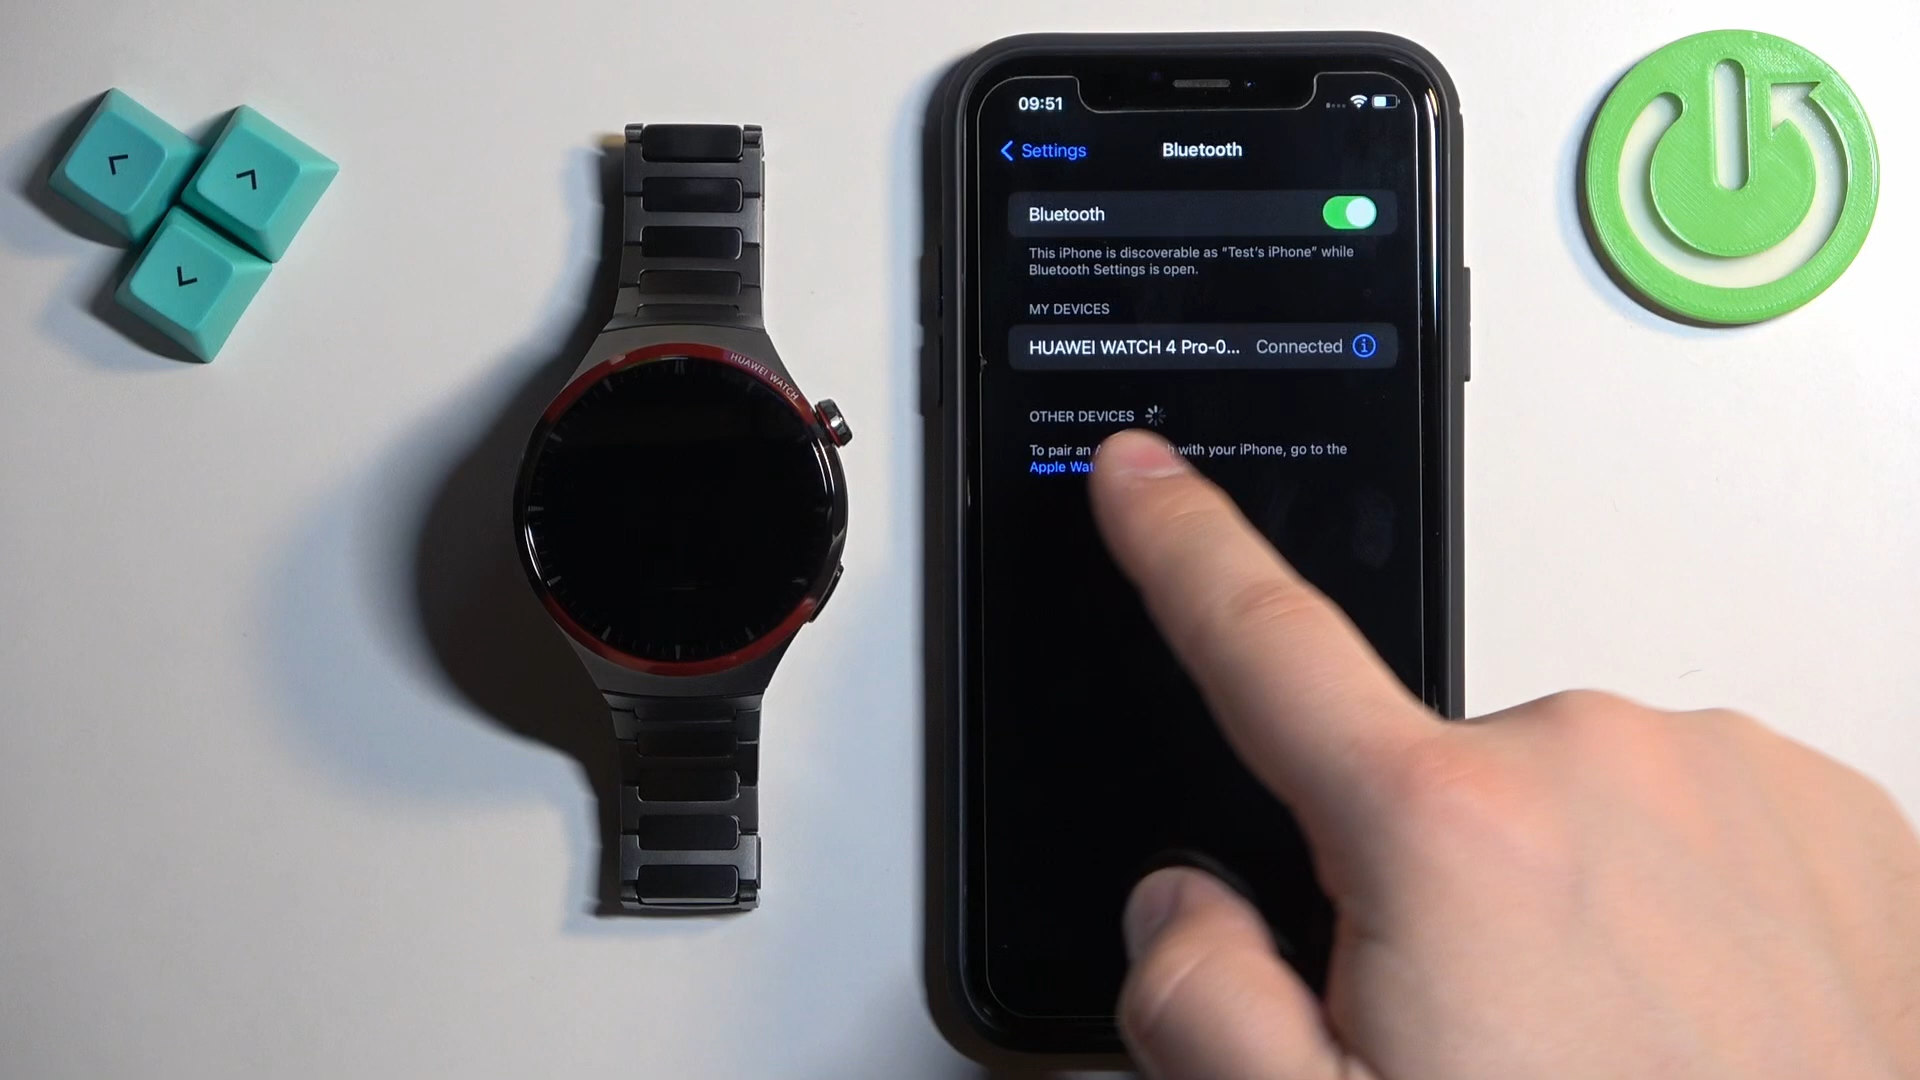 09:51
Settings
Bluetooth
Bluetooth
This iPhone is discoverable as "Test's iPhone" while
Bluetooth Settings is open.
MY DEVICES
HUAWEI WATCH 4 Pro-0... Connected
OTHER DEVICES
To pair an with your iPhone, go to the
Apple
HUAWEI WATCH